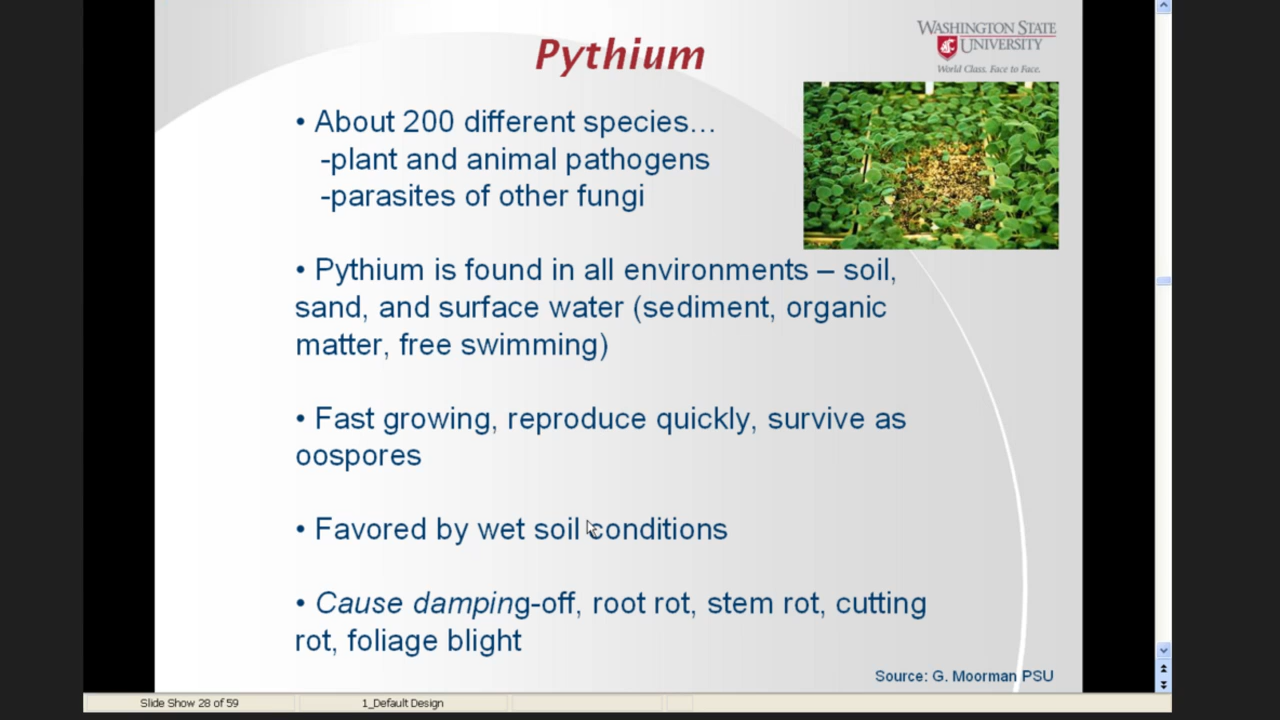 Pythium
WASHINGTON STATE
UNIVERSITY
World Class. Face to Face.
• About 200 different species…
-plant and animal pathogens
-parasites of other fungi
• Pythium is found in all environments – soil,
sand, and surface water (sediment, organic
matter, free swimming)
• Fast growing, reproduce quickly, survive as
oospores
• Favored by wet soil conditions
• Cause damping-off, root rot, stem rot, cutting
rot, foliage blight
Source: G. Moorman PSU
Slide Show 28 of 59
1_Default Design